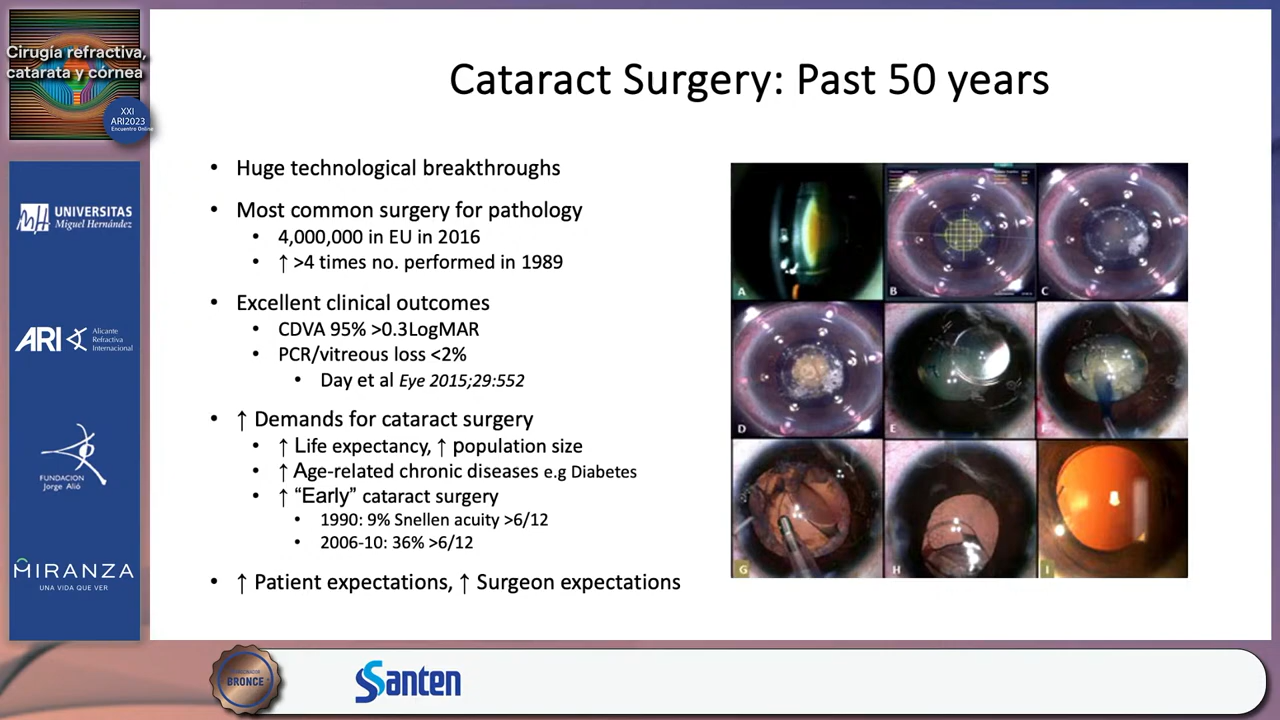 Cirugía refractiva,
catarata y córnea
XXI
ARI2023
Encuentro Online
Cataract Surgery: Past 50 years
• Huge technological breakthroughs
• Most common surgery for pathology
• 4,000,000 in EU in 2016
• ↑ >4 times no. performed in 1989
• Excellent clinical outcomes
• CDVA 95% >0.3LogMAR
• PCR/vitreous loss <2%
• Day et al Eye 2015;29:552
• ↑ Demands for cataract surgery
• ↑ Life expectancy, ↑ population size
• ↑ Age-related chronic diseases e.g Diabetes
• ↑ “Early” cataract surgery
• 1990: 9% Snellen acuity >6/12
• 2006-10: 36% >6/12
• ↑ Patient expectations, ↑ Surgeon expectations
A
B
C
D
E
F
G
H
I
UNIVERSITAS
Miguel Hernández
ARI
Alicante
Refractiva
Internacional
FUNDACION
Jorge Alió
MIRANZA
UNA VIDA QUE VER
BRONCE
Santen